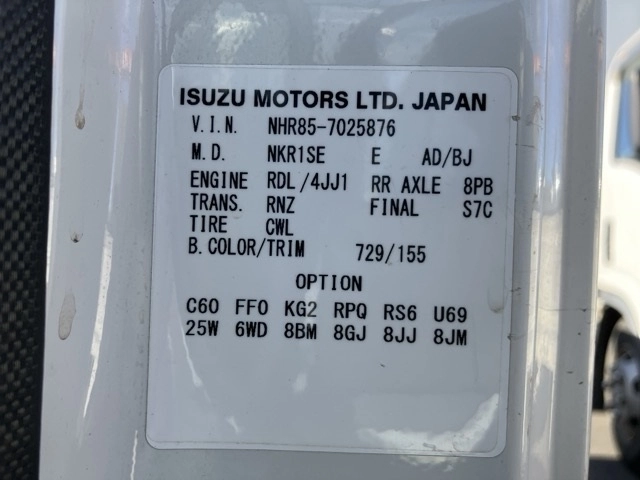 ISUZU MOTORS LTD. JAPAN
V.I.N. NHR85-7025876
M.D. NKR1SE E AD/BJ
ENGINE RDL/4JJ1 RR AXLE 8PB
TRANS. RNZ FINAL S7C
TIRE CWL
B.COLOR/TRIM 729/155
OPTION
C60 FF0 KG2 RPQ RS6 U69
25W 6WD 8BM 8GJ 8JJ 8JM